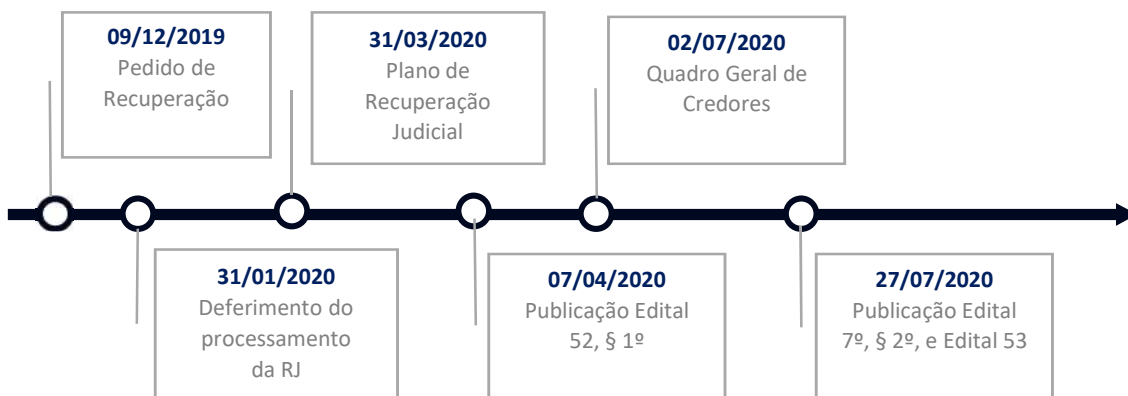 09/12/2019
Pedido de
Recuperação
31/03/2020
Plano de
Recuperação
Judicial
02/07/2020
Quadro Geral de
Credores
31/01/2020
Deferimento do
processamento
da RJ
07/04/2020
Publicação Edital
52, § 1º
27/07/2020
Publicação Edital
7º, § 2º, e Edital 53